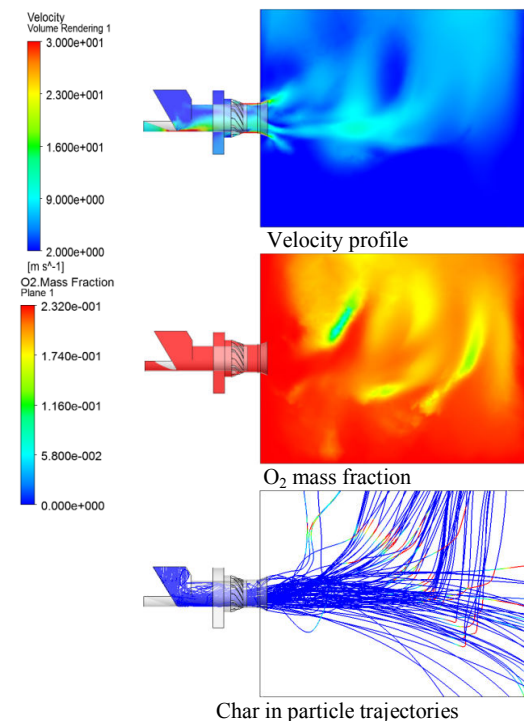 Velocity
Volume Rendering 1
3.000e+001
2.300e+001
1.600e+001
9.000e+000
2.000e+000
[m s^-1]
Velocity profile
O2.Mass Fraction
Plane 1
2.320e-001
1.740e-001
1.160e-001
5.800e-002
0.000e+000
O₂ mass fraction
Char in particle trajectories